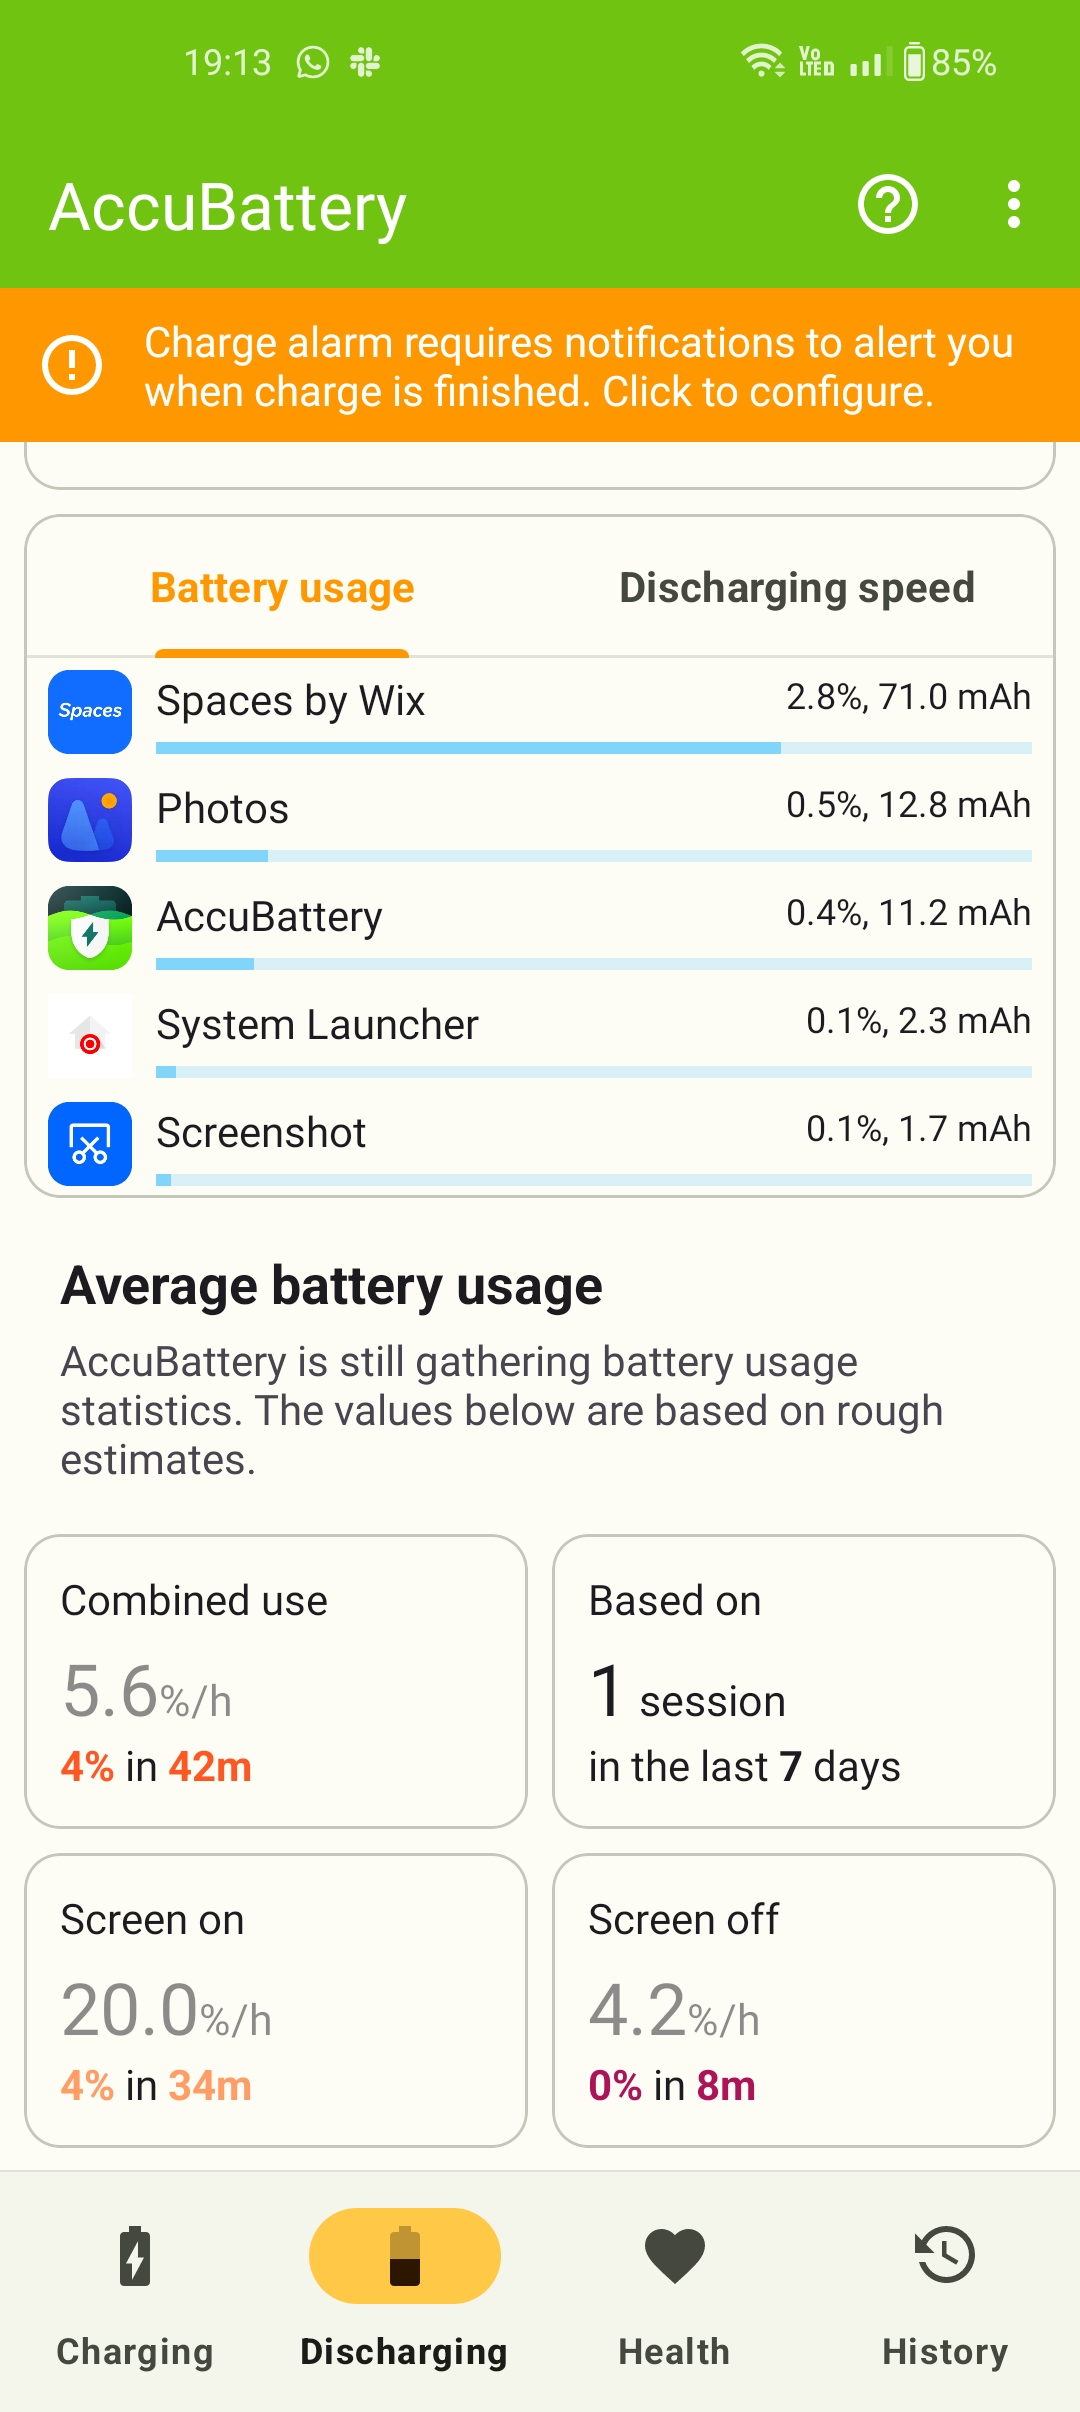 19:13
Vo LTED
85%
AccuBattery
Charge alarm requires notifications to alert you
when charge is finished. Click to configure.
Battery usage
Discharging speed
Spaces
Spaces by Wix
2.8%, 71.0 mAh
Photos
0.5%, 12.8 mAh
AccuBattery
0.4%, 11.2 mAh
System Launcher
0.1%, 2.3 mAh
Screenshot
0.1%, 1.7 mAh
Average battery usage
AccuBattery is still gathering battery usage
statistics. The values below are based on rough
estimates.
Combined use
5.6%/h
4% in 42m
Based on
1 session
in the last 7 days
Screen on
20.0%/h
4% in 34m
Screen off
4.2%/h
0% in 8m
Charging
Discharging
Health
History